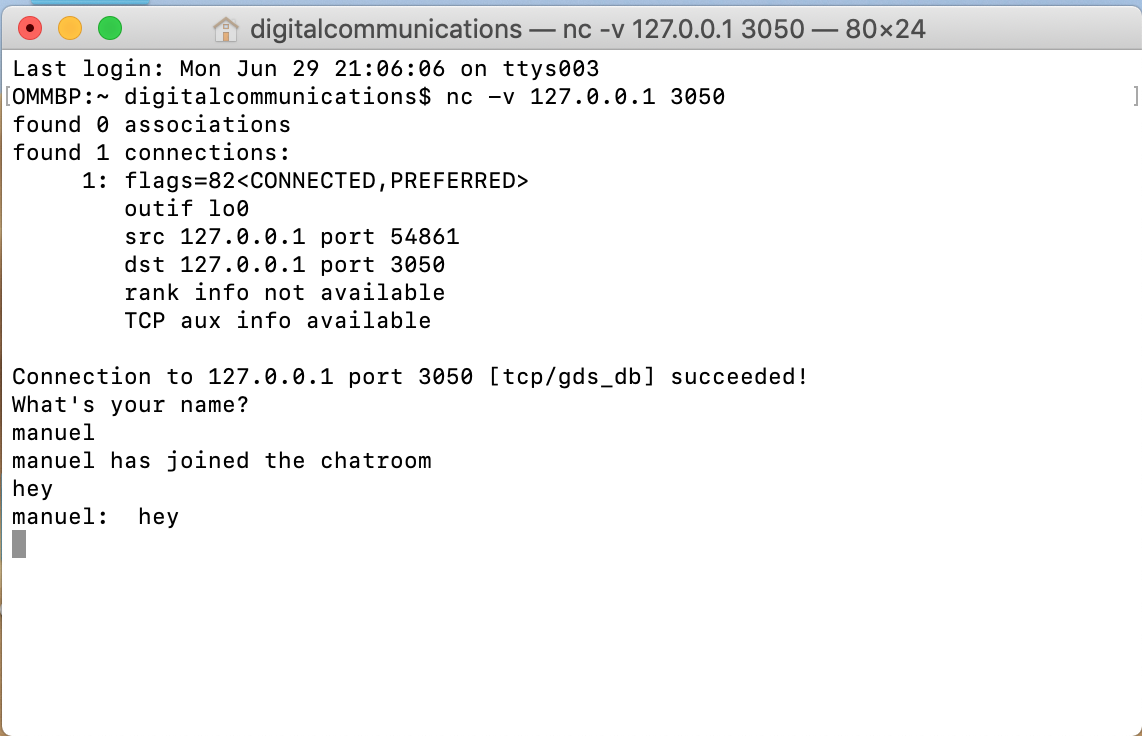 digitalcommunications — nc -v 127.0.0.1 3050 — 80×24
Last login: Mon Jun 29 21:06:06 on ttys003
[OMMBP:~ digitalcommunications$ nc -v 127.0.0.1 3050 ]
found 0 associations
found 1 connections:
     1: flags=82<CONNECTED,PREFERRED>
        outif lo0
        src 127.0.0.1 port 54861
        dst 127.0.0.1 port 3050
        rank info not available
        TCP aux info available

Connection to 127.0.0.1 port 3050 [tcp/gds_db] succeeded!
What's your name?
manuel
manuel has joined the chatroom
hey
manuel:  hey